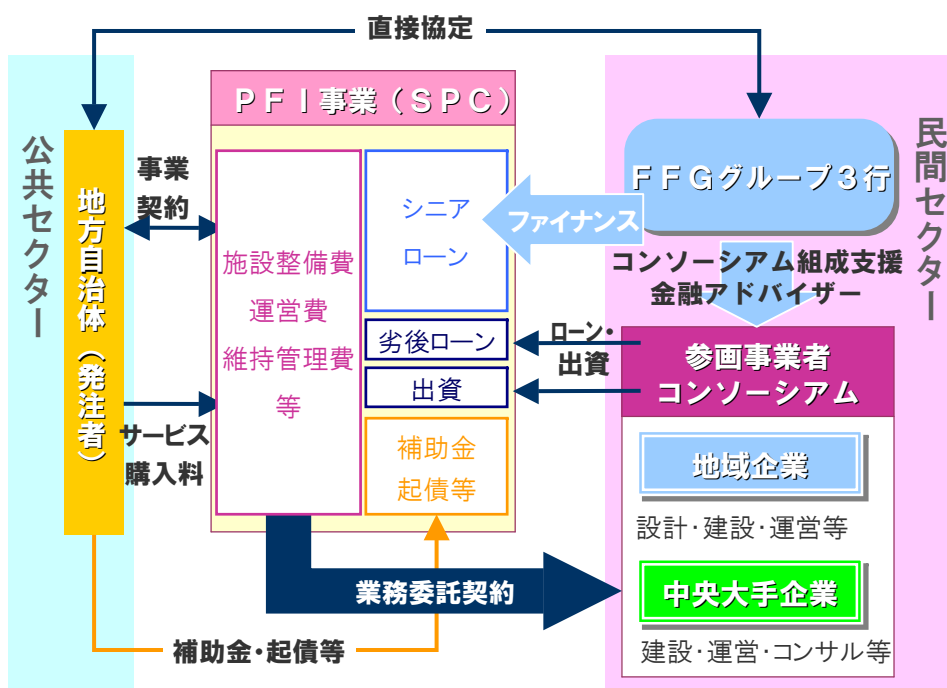 直接協定
公共セクター
地方自治体（発注者）
事業
契約
サービス
購入料
ＰＦＩ事業（ＳＰＣ）
施設整備費
運営費
維持管理費
等
シニア
ローン
劣後ローン
出資
補助金
起債等
ファイナンス
ローン・
出資
民間セクター
ＦＦＧグループ３行
コンソーシアム組成支援
金融アドバイザー
参画事業者
コンソーシアム
地域企業
設計・建設・運営等
中央大手企業
建設・運営・コンサル等
業務委託契約
補助金・起債等